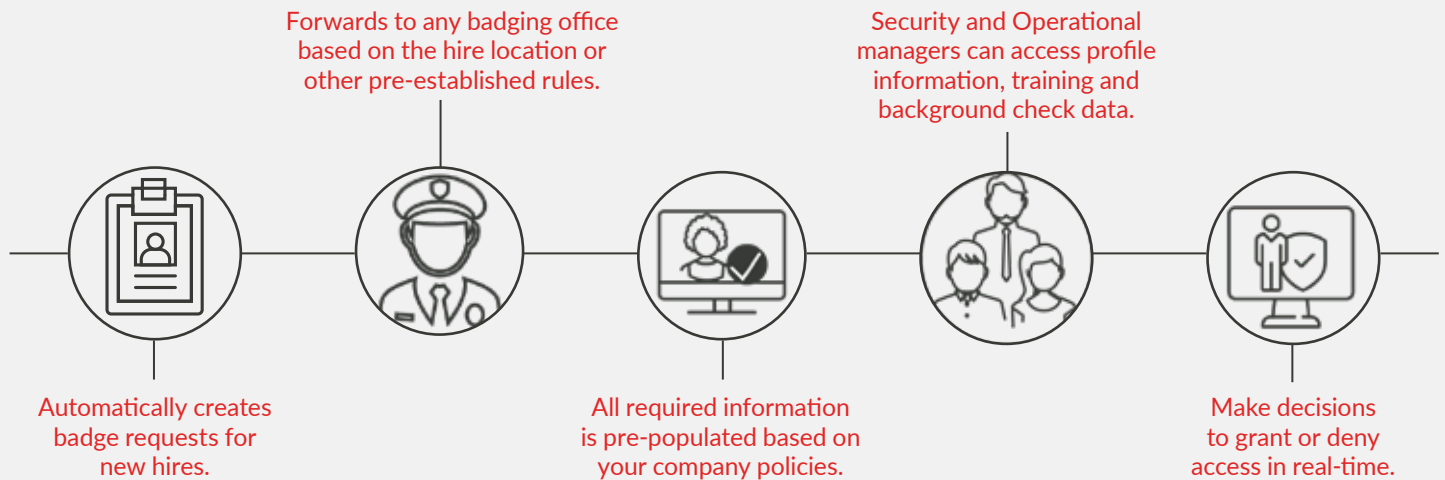 Automatically creates
badge requests for
new hires.
Forwards to any badging office
based on the hire location or
other pre-established rules.
All required information
is pre-populated based on
your company policies.
Security and Operational
managers can access profile
information, training and
background check data.
Make decisions
to grant or deny
access in real-time.